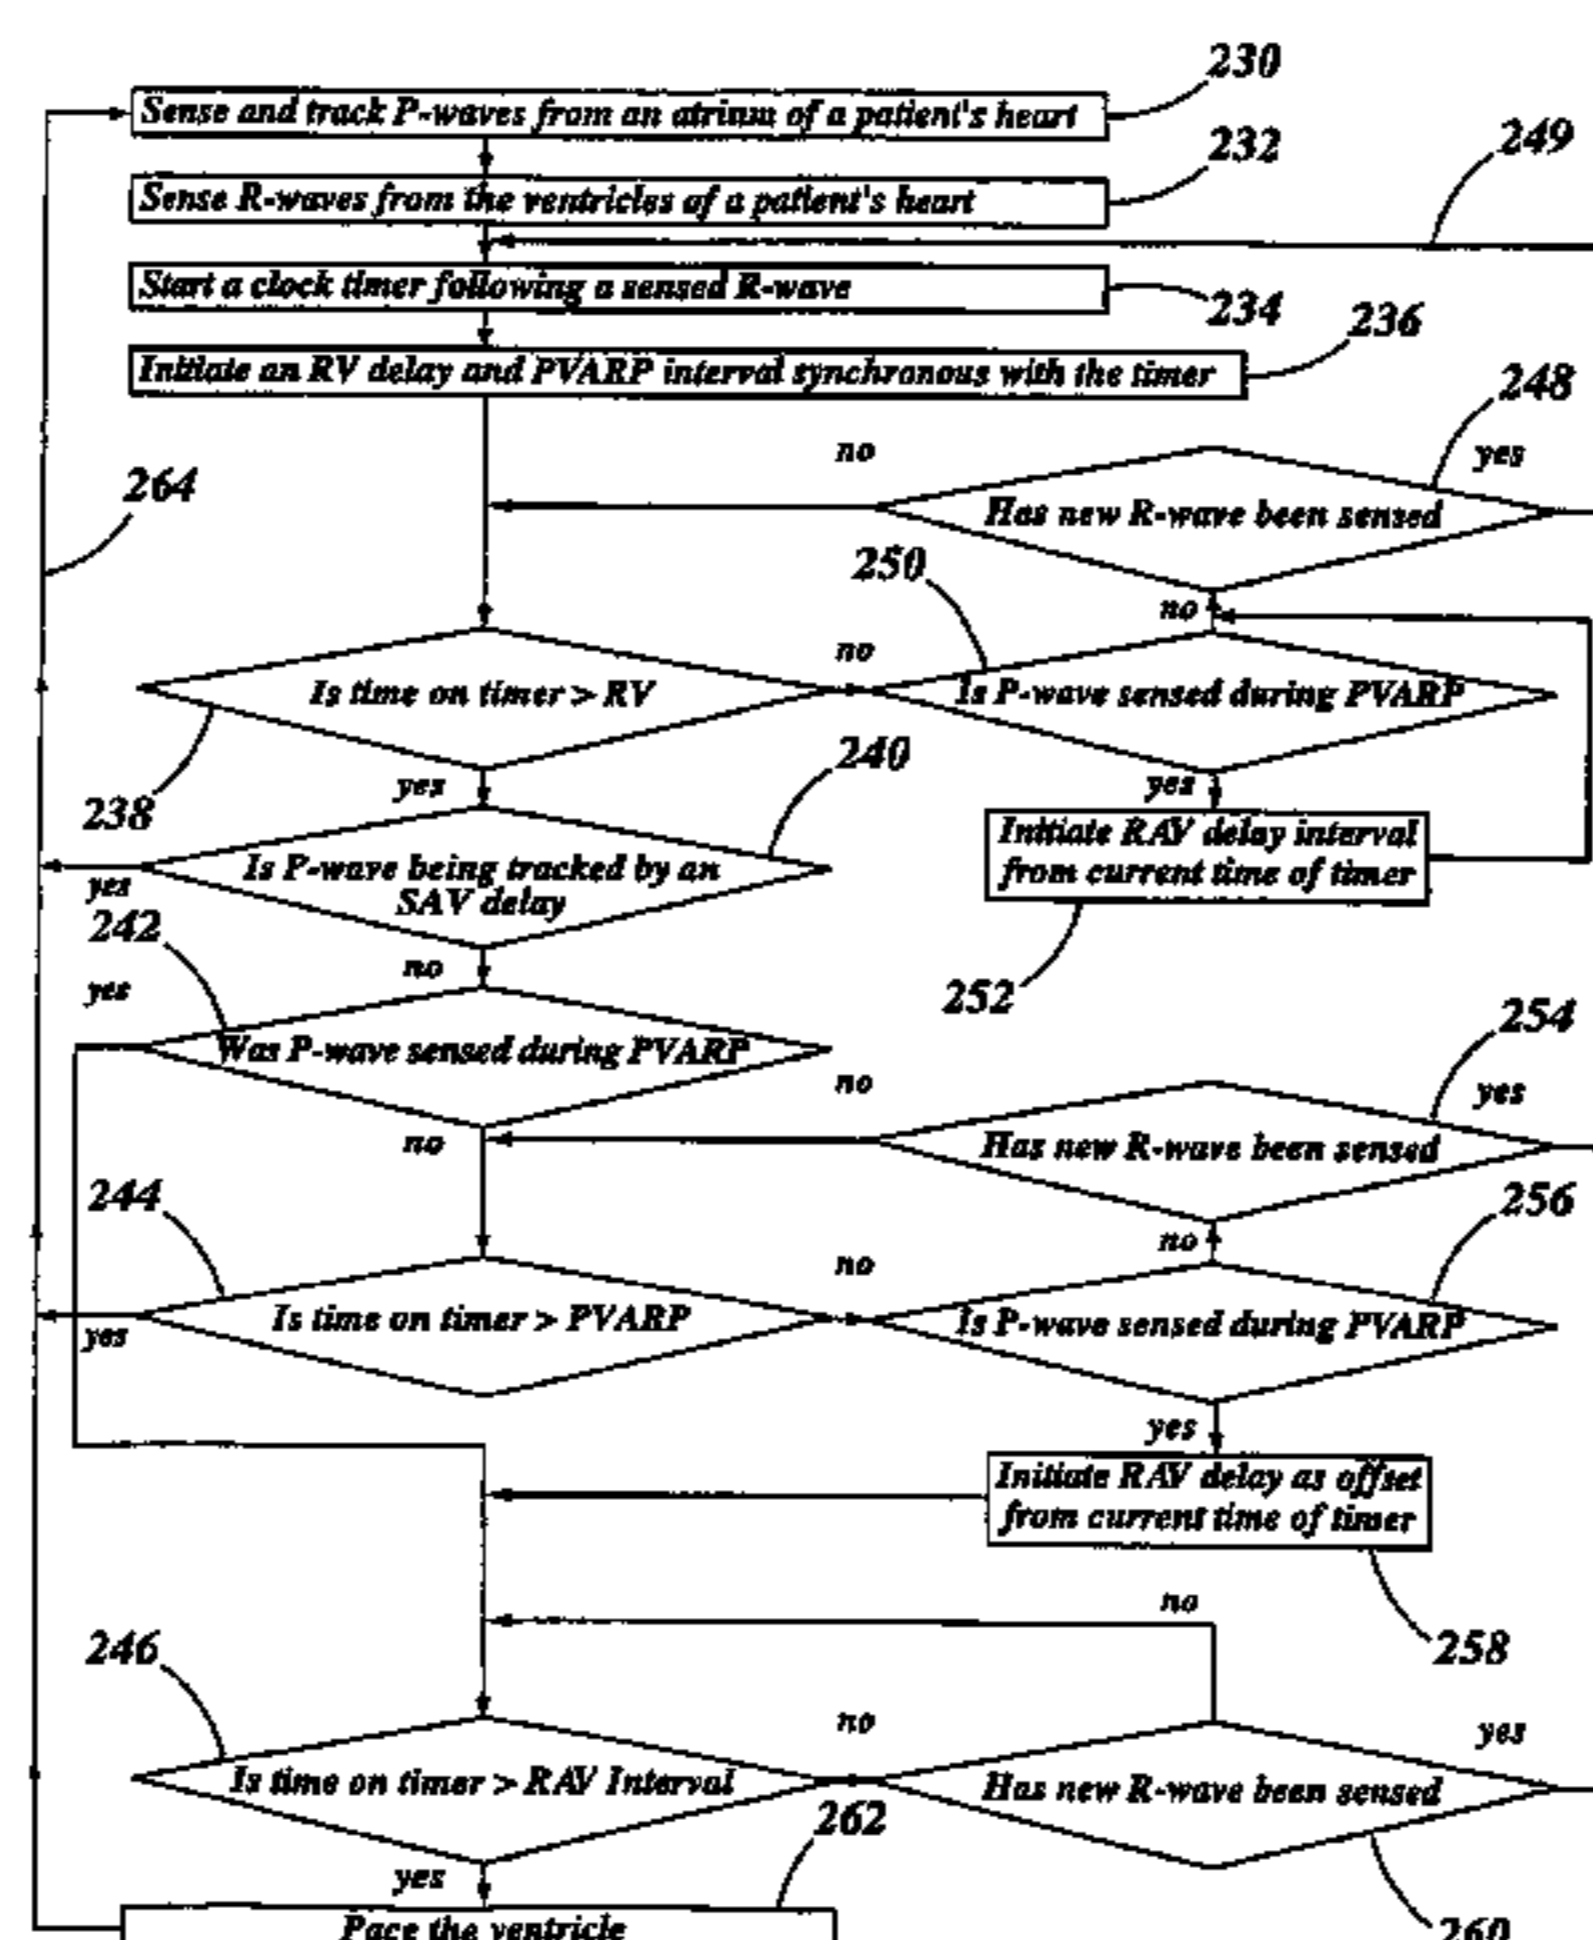 230
Sense and track P-waves from an atrium of a patient's heart
232
249
Sense R-waves from the ventricles of a patient's heart
Start a clock timer following a sensed R-wave
234
236
Initiate an RV delay and PVARP interval synchronous with the timer
248
no
yes
264
Has new R-wave been sensed
250
no
no
Is time on timer > RV
Is P-wave sensed during PVARP
240
yes
yes
238
Initiate RAV delay interval
from current time of timer
Is P-wave being tracked by an
SAV delay
yes
242
no
252
yes
254
Was P-wave sensed during PVARP
no
yes
no
Has new R-wave been sensed
244
256
no
no
Is time on timer > PVARP
Is P-wave sensed during PVARP
yes
yes
Initiate RAV delay as offset
from current time of timer
no
246
258
no
yes
Is time on timer > RAV Interval
Has new R-wave been sensed
262
yes
Pace the ventricle
260